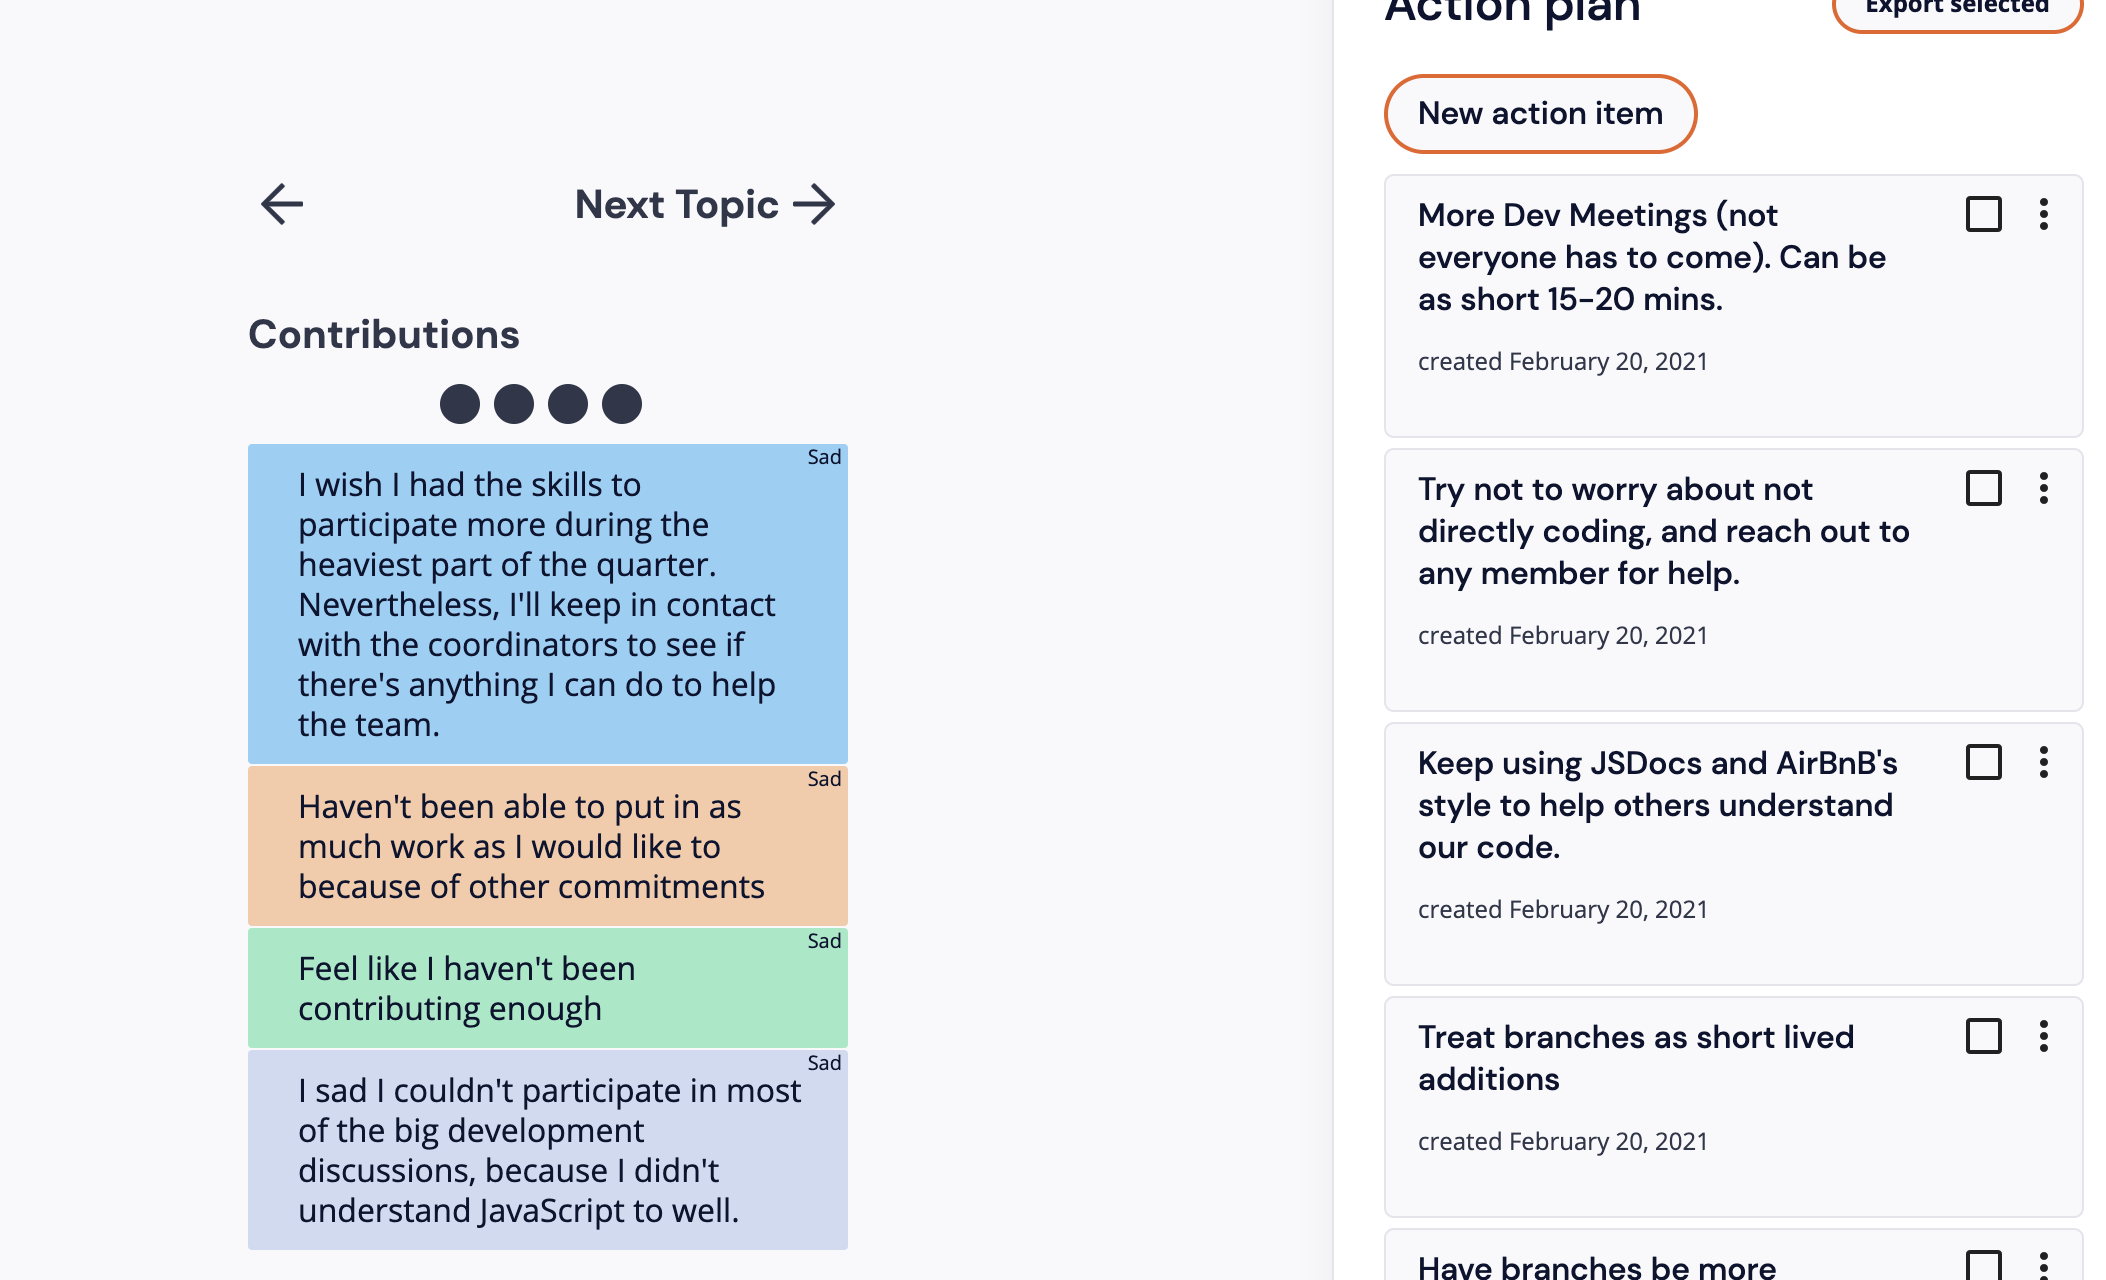 Next Topic
Contributions
Sad
I wish I had the skills to
participate more during the
heaviest part of the quarter.
Nevertheless, I'll keep in contact
with the coordinators to see if
there's anything I can do to help
the team.
Sad
Haven't been able to put in as
much work as I would like to
because of other commitments
Sad
Feel like I haven't been
contributing enough
Sad
I sad I couldn't participate in most
of the big development
discussions, because I didn't
understand JavaScript to well.
Action plan
Export selected
New action item
More Dev Meetings (not
everyone has to come). Can be
as short 15-20 mins.
created February 20, 2021
Try not to worry about not
directly coding, and reach out to
any member for help.
created February 20, 2021
Keep using JSDocs and AirBnB's
style to help others understand
our code.
created February 20, 2021
Treat branches as short lived
additions
created February 20, 2021
Have branches be more